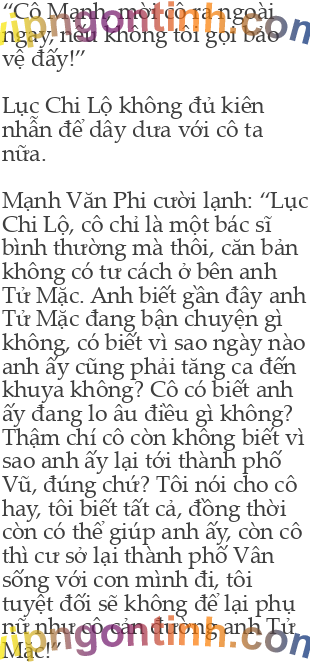 “Cô Mạnh, mời cô ra ngoài
ngay, nếu không tôi gọi bảo
vệ đấy!”
Lục Chi Lộ không đủ kiên
nhẫn để dây dưa với cô ta
nữa.
Mạnh Văn Phi cười lạnh: “Lục
Chi Lộ, cô chỉ là một bác sĩ
bình thường mà thôi, căn bản
không có tư cách ở bên anh
Tử Mặc. Anh biết gần đây anh
Tử Mặc đang bận chuyện gì
không, có biết vì sao ngày nào
anh ấy cũng phải tăng ca đến
khuya không? Cô có biết anh
ấy đang lo âu điều gì không?
Thậm chí cô còn không biết vì
sao anh ấy lại tới thành phố
Vũ, đúng chứ? Tôi nói cho cô
hay, tôi biết tất cả, đồng thời
còn có thể giúp anh ấy, còn cô
thì cư sở lại thành phố Vân
sống với con mình đi, tôi
tuyệt đối sẽ không để lại phụ
nữ như cô cản đường anh Tử
Mặc!”